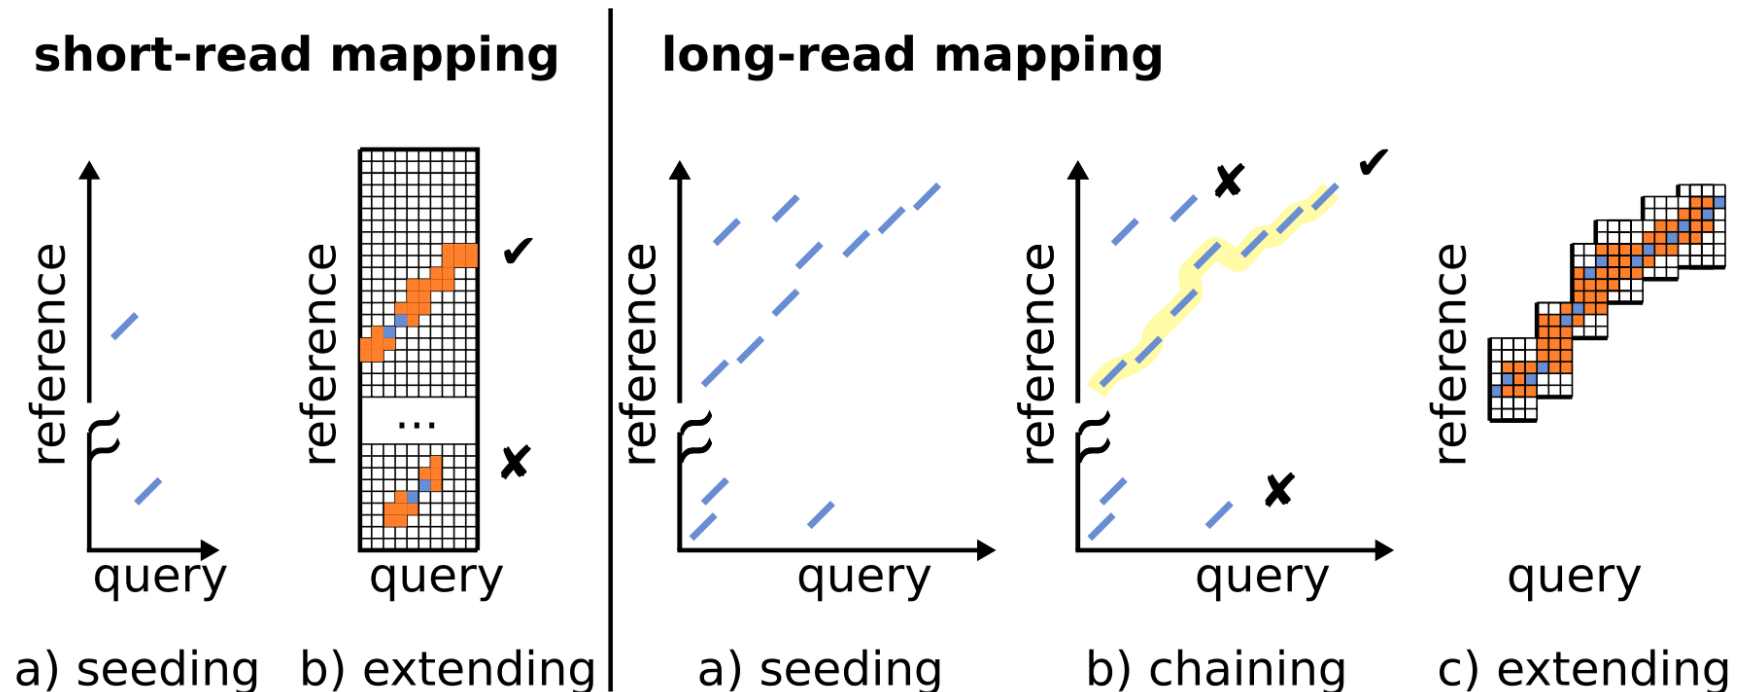 short-read mapping
long-read mapping
reference
query
reference
...
✔
✘
query
reference
query
reference
✘
✔
✘
query
reference
query
a) seeding
b) extending
a) seeding
b) chaining
c) extending